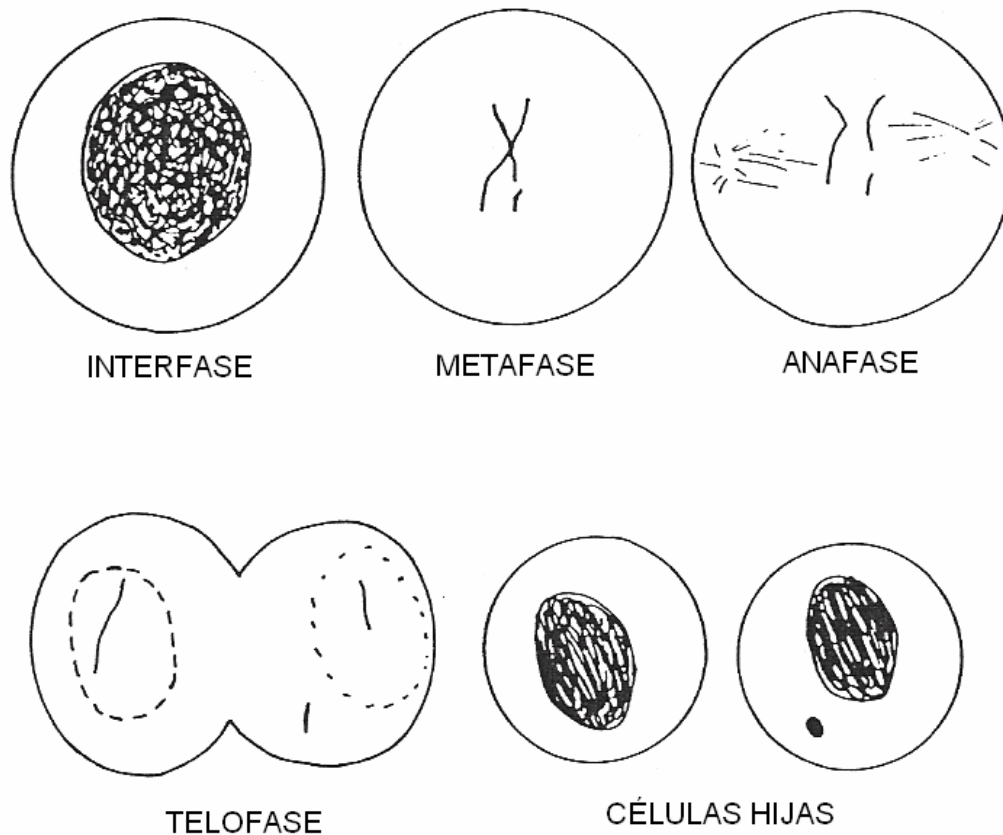 INTERFASE
METAFASE
ANAFASE
TELOFASE
CÉLULAS HIJAS